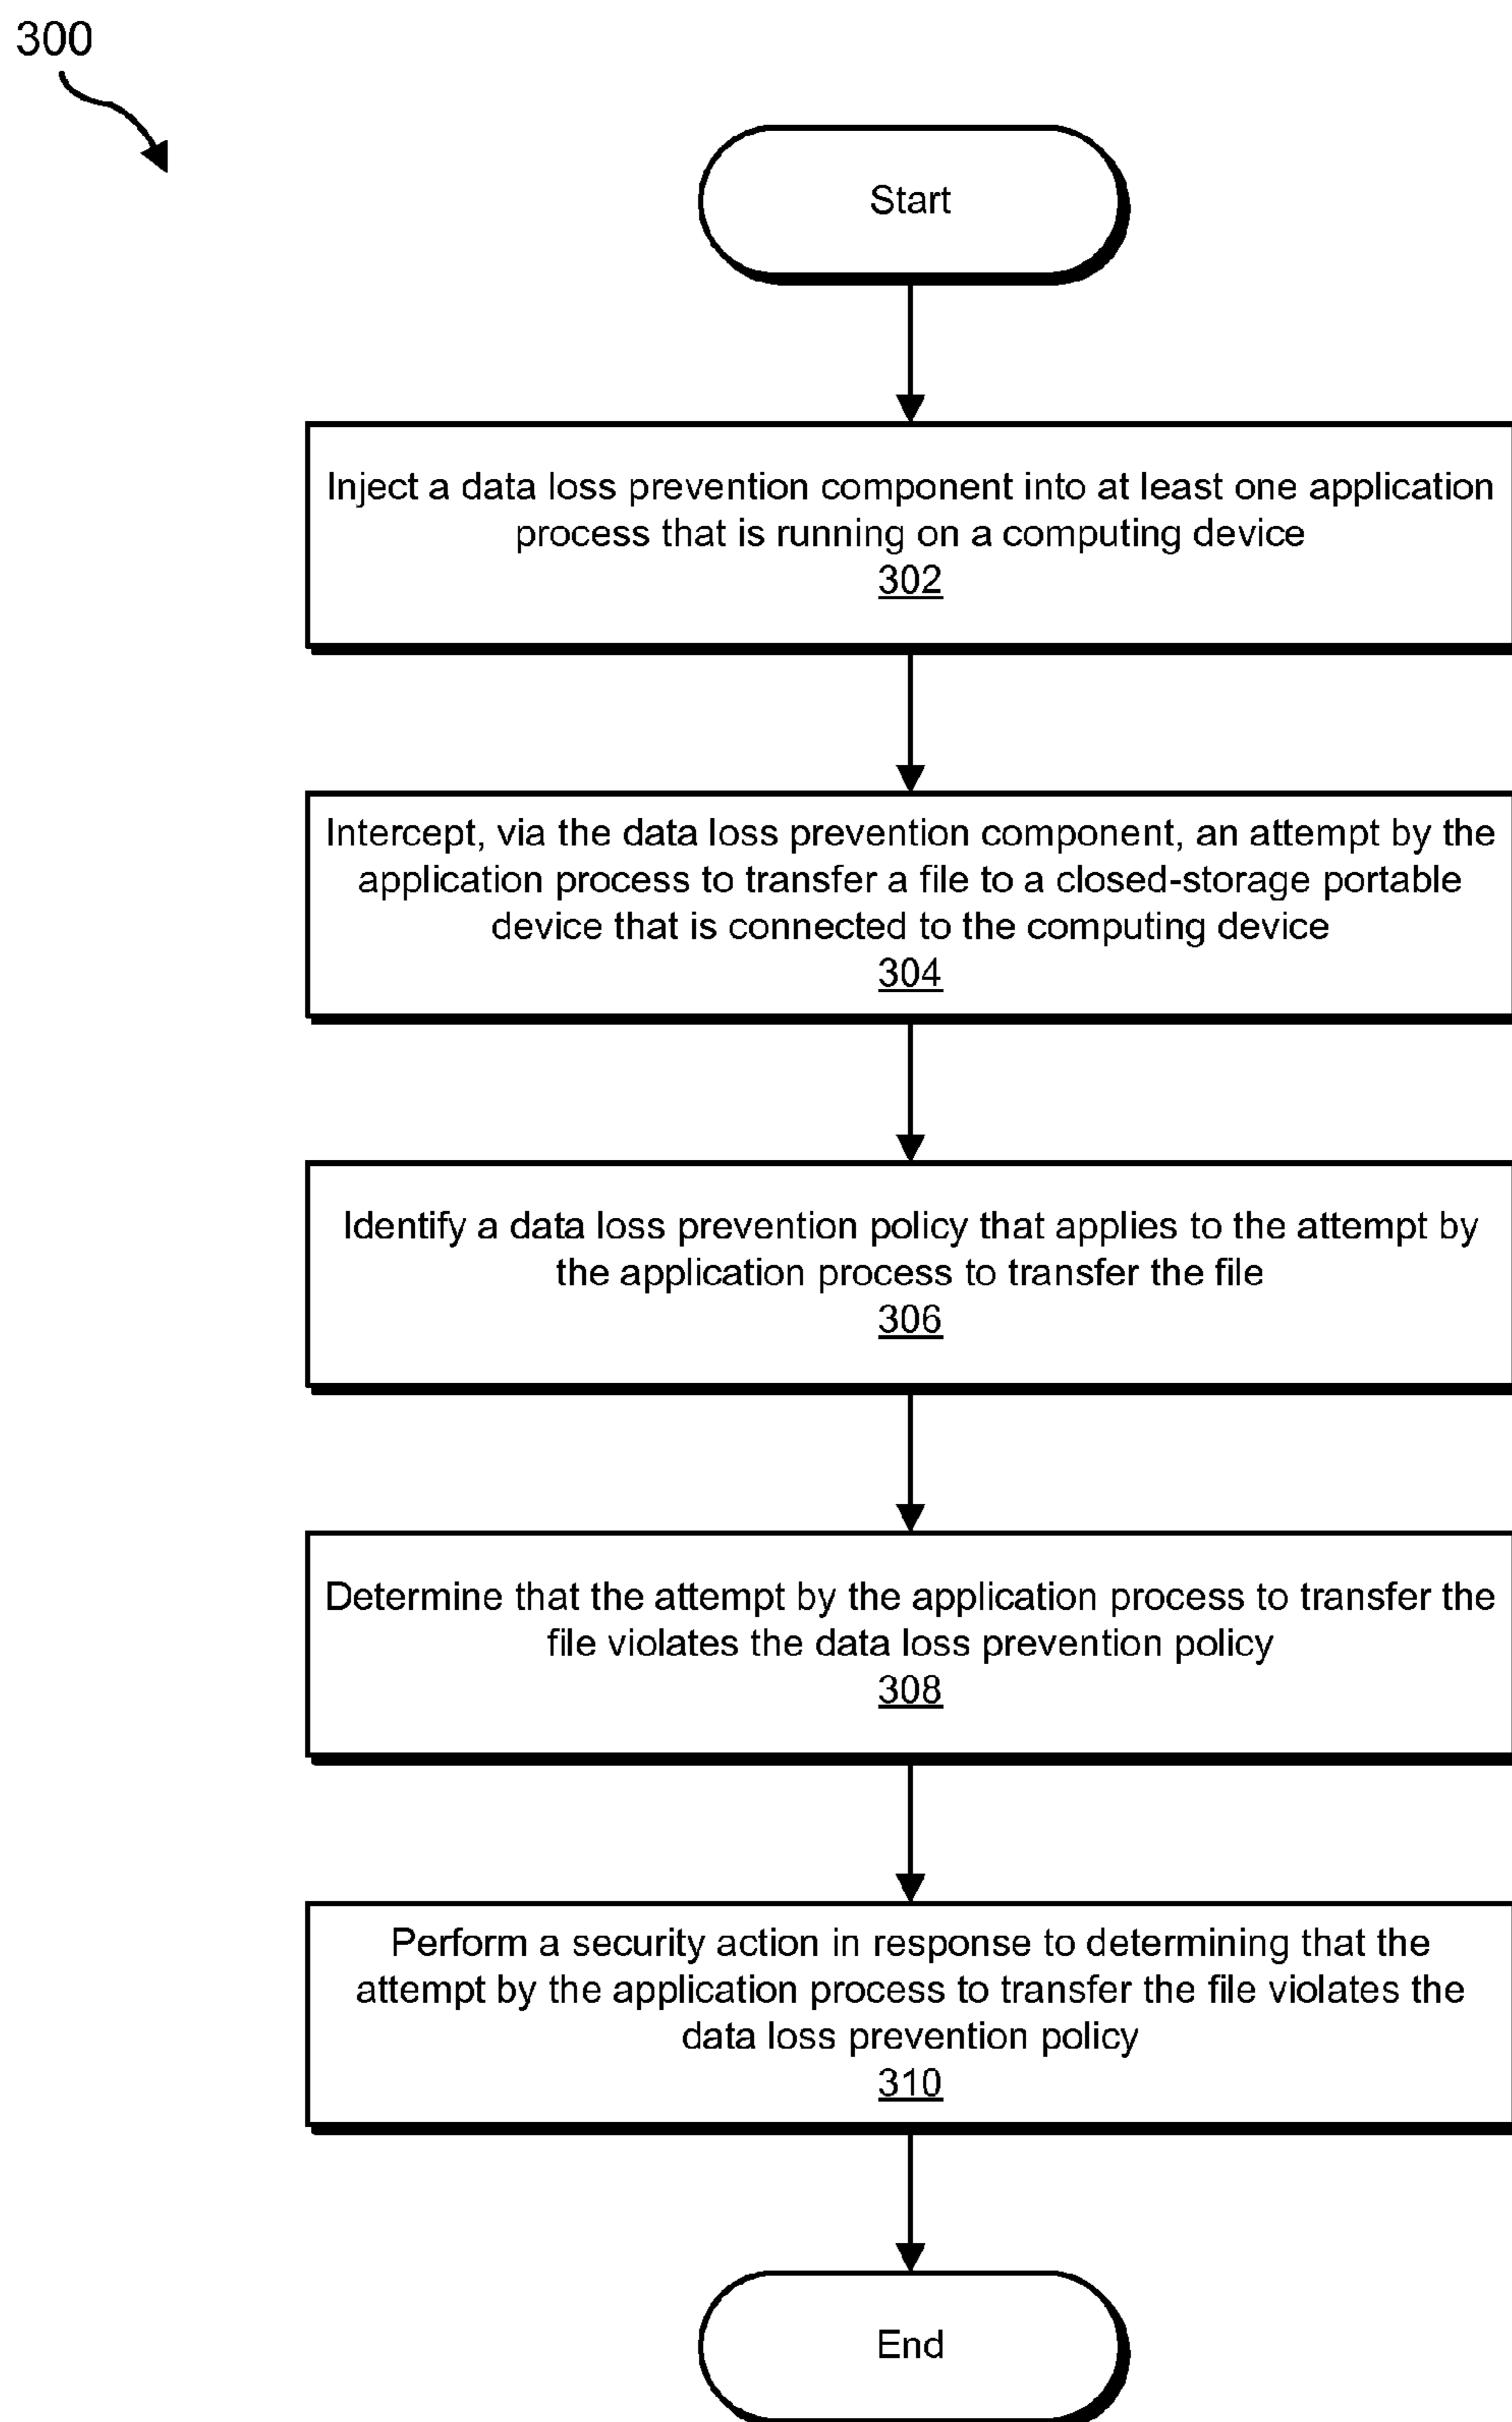 300
Start
Inject a data loss prevention component into at least one application
process that is running on a computing device
302
Intercept, via the data loss prevention component, an attempt by the
application process to transfer a file to a closed-storage portable
device that is connected to the computing device
304
Identify a data loss prevention policy that applies to the attempt by
the application process to transfer the file
306
Determine that the attempt by the application process to transfer the
file violates the data loss prevention policy
308
Perform a security action in response to determining that the
attempt by the application process to transfer the file violates the
data loss prevention policy
310
End